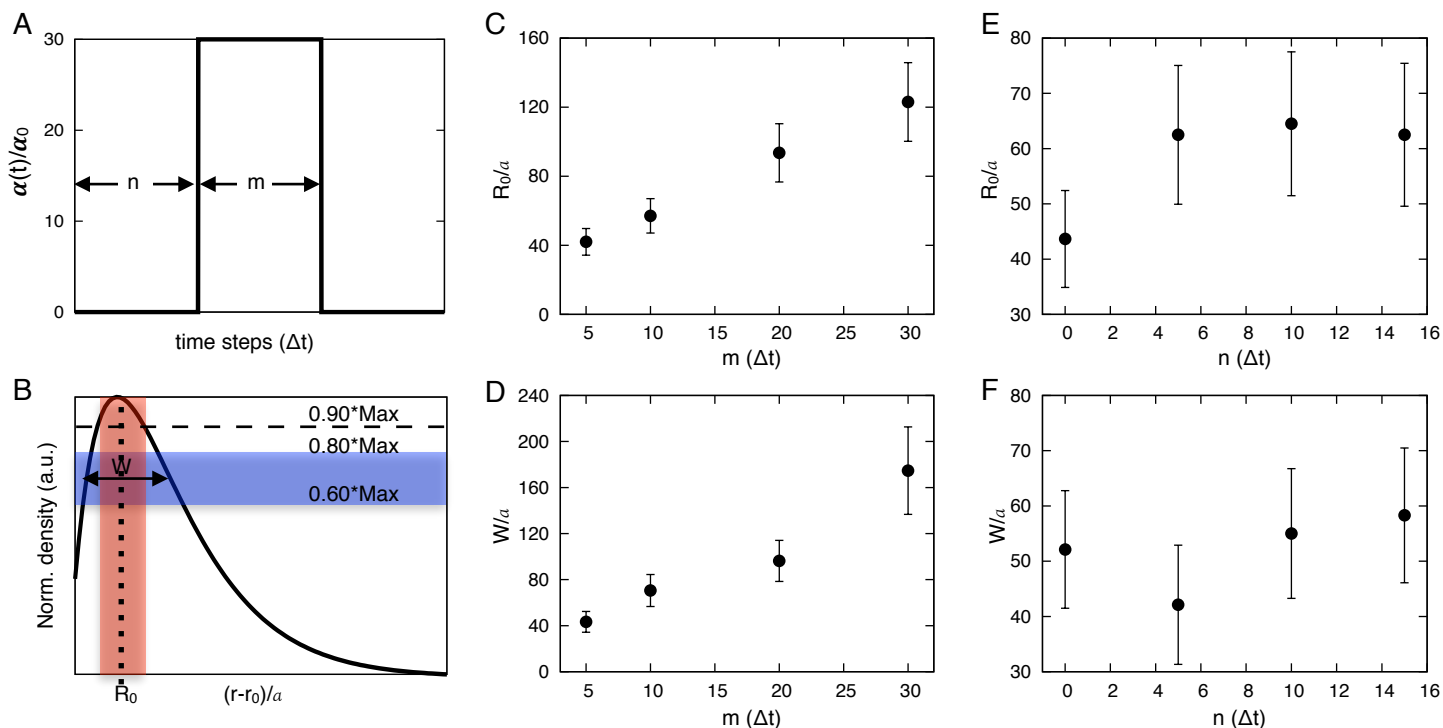 A
30
20
10
0
α(t)/α₀
n
m
time steps (Δt)
B
0.90*Max
0.80*Max
W
0.60*Max
Norm. density (a.u.)
R₀
(r-r₀)/a
C
160
120
80
40
0
R₀/a
5 10 15 20 25 30
m (Δt)
D
240
200
160
120
80
40
0
W/a
5 10 15 20 25 30
m (Δt)
E
80
70
60
50
40
30
R₀/a
0 2 4 6 8 10 12 14 16
n (Δt)
F
80
70
60
50
40
30
W/a
0 2 4 6 8 10 12 14 16
n (Δt)